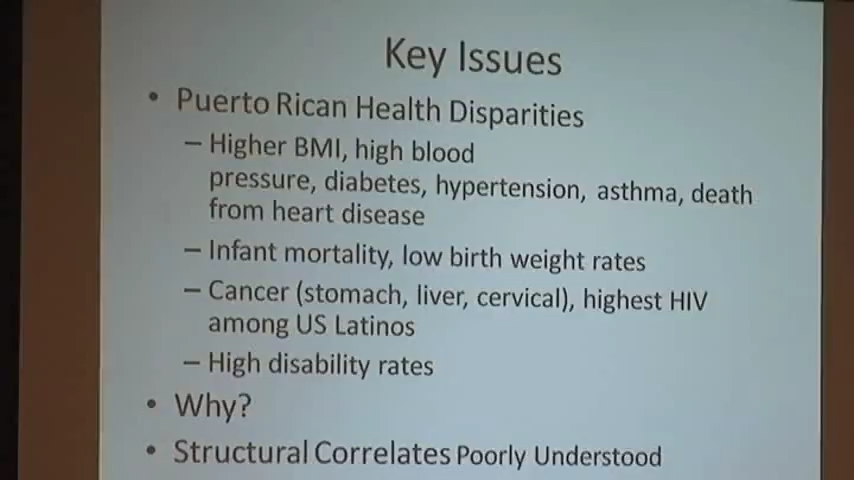 Key Issues
• Puerto Rican Health Disparities
– Higher BMI, high blood
pressure, diabetes, hypertension, asthma, death
from heart disease
– Infant mortality, low birth weight rates
– Cancer (stomach, liver, cervical), highest HIV
among US Latinos
– High disability rates
• Why?
• Structural Correlates Poorly Understood